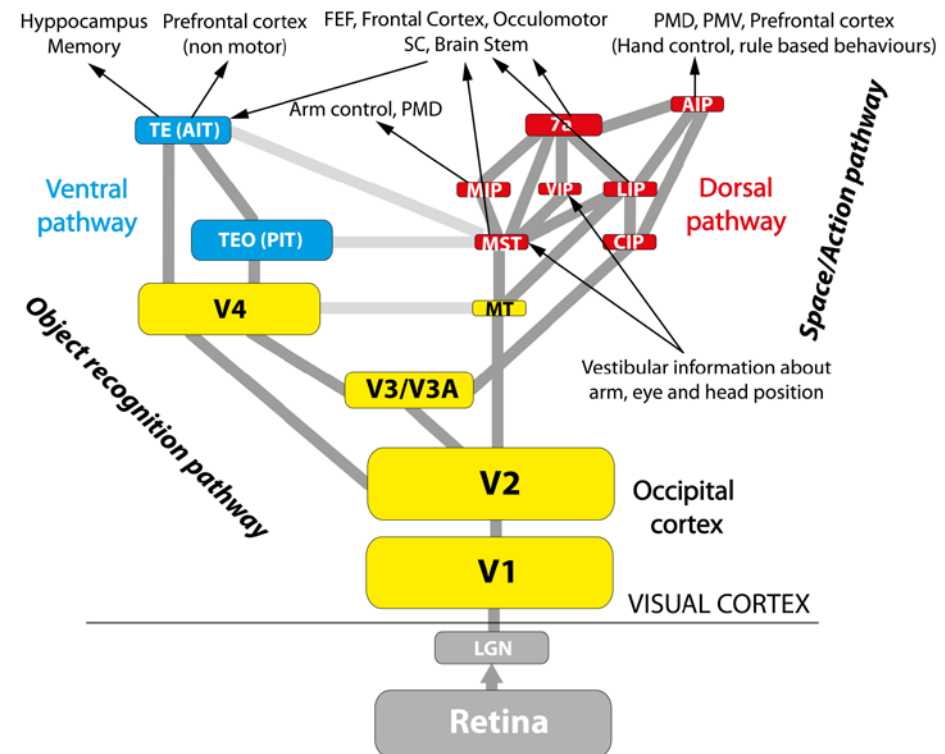 Hyppocampus
Memory
Prefrontal cortex
(non motor)
FEF, Frontal Cortex, Occulomotor
SC, Brain Stem
PMD, PMV, Prefrontal cortex
(Hand control, rule based behaviours)
Arm control, PMD
AIP
TE (AIT)
7a
Ventral
pathway
MIP
VIP
LIP
Dorsal
pathway
Space/Action pathway
TEO (PIT)
MST
CIP
V4
MT
Object recognition pathway
Vestibular information about
arm, eye and head position
V3/V3A
V2
Occipital
cortex
V1
VISUAL CORTEX
LGN
Retina